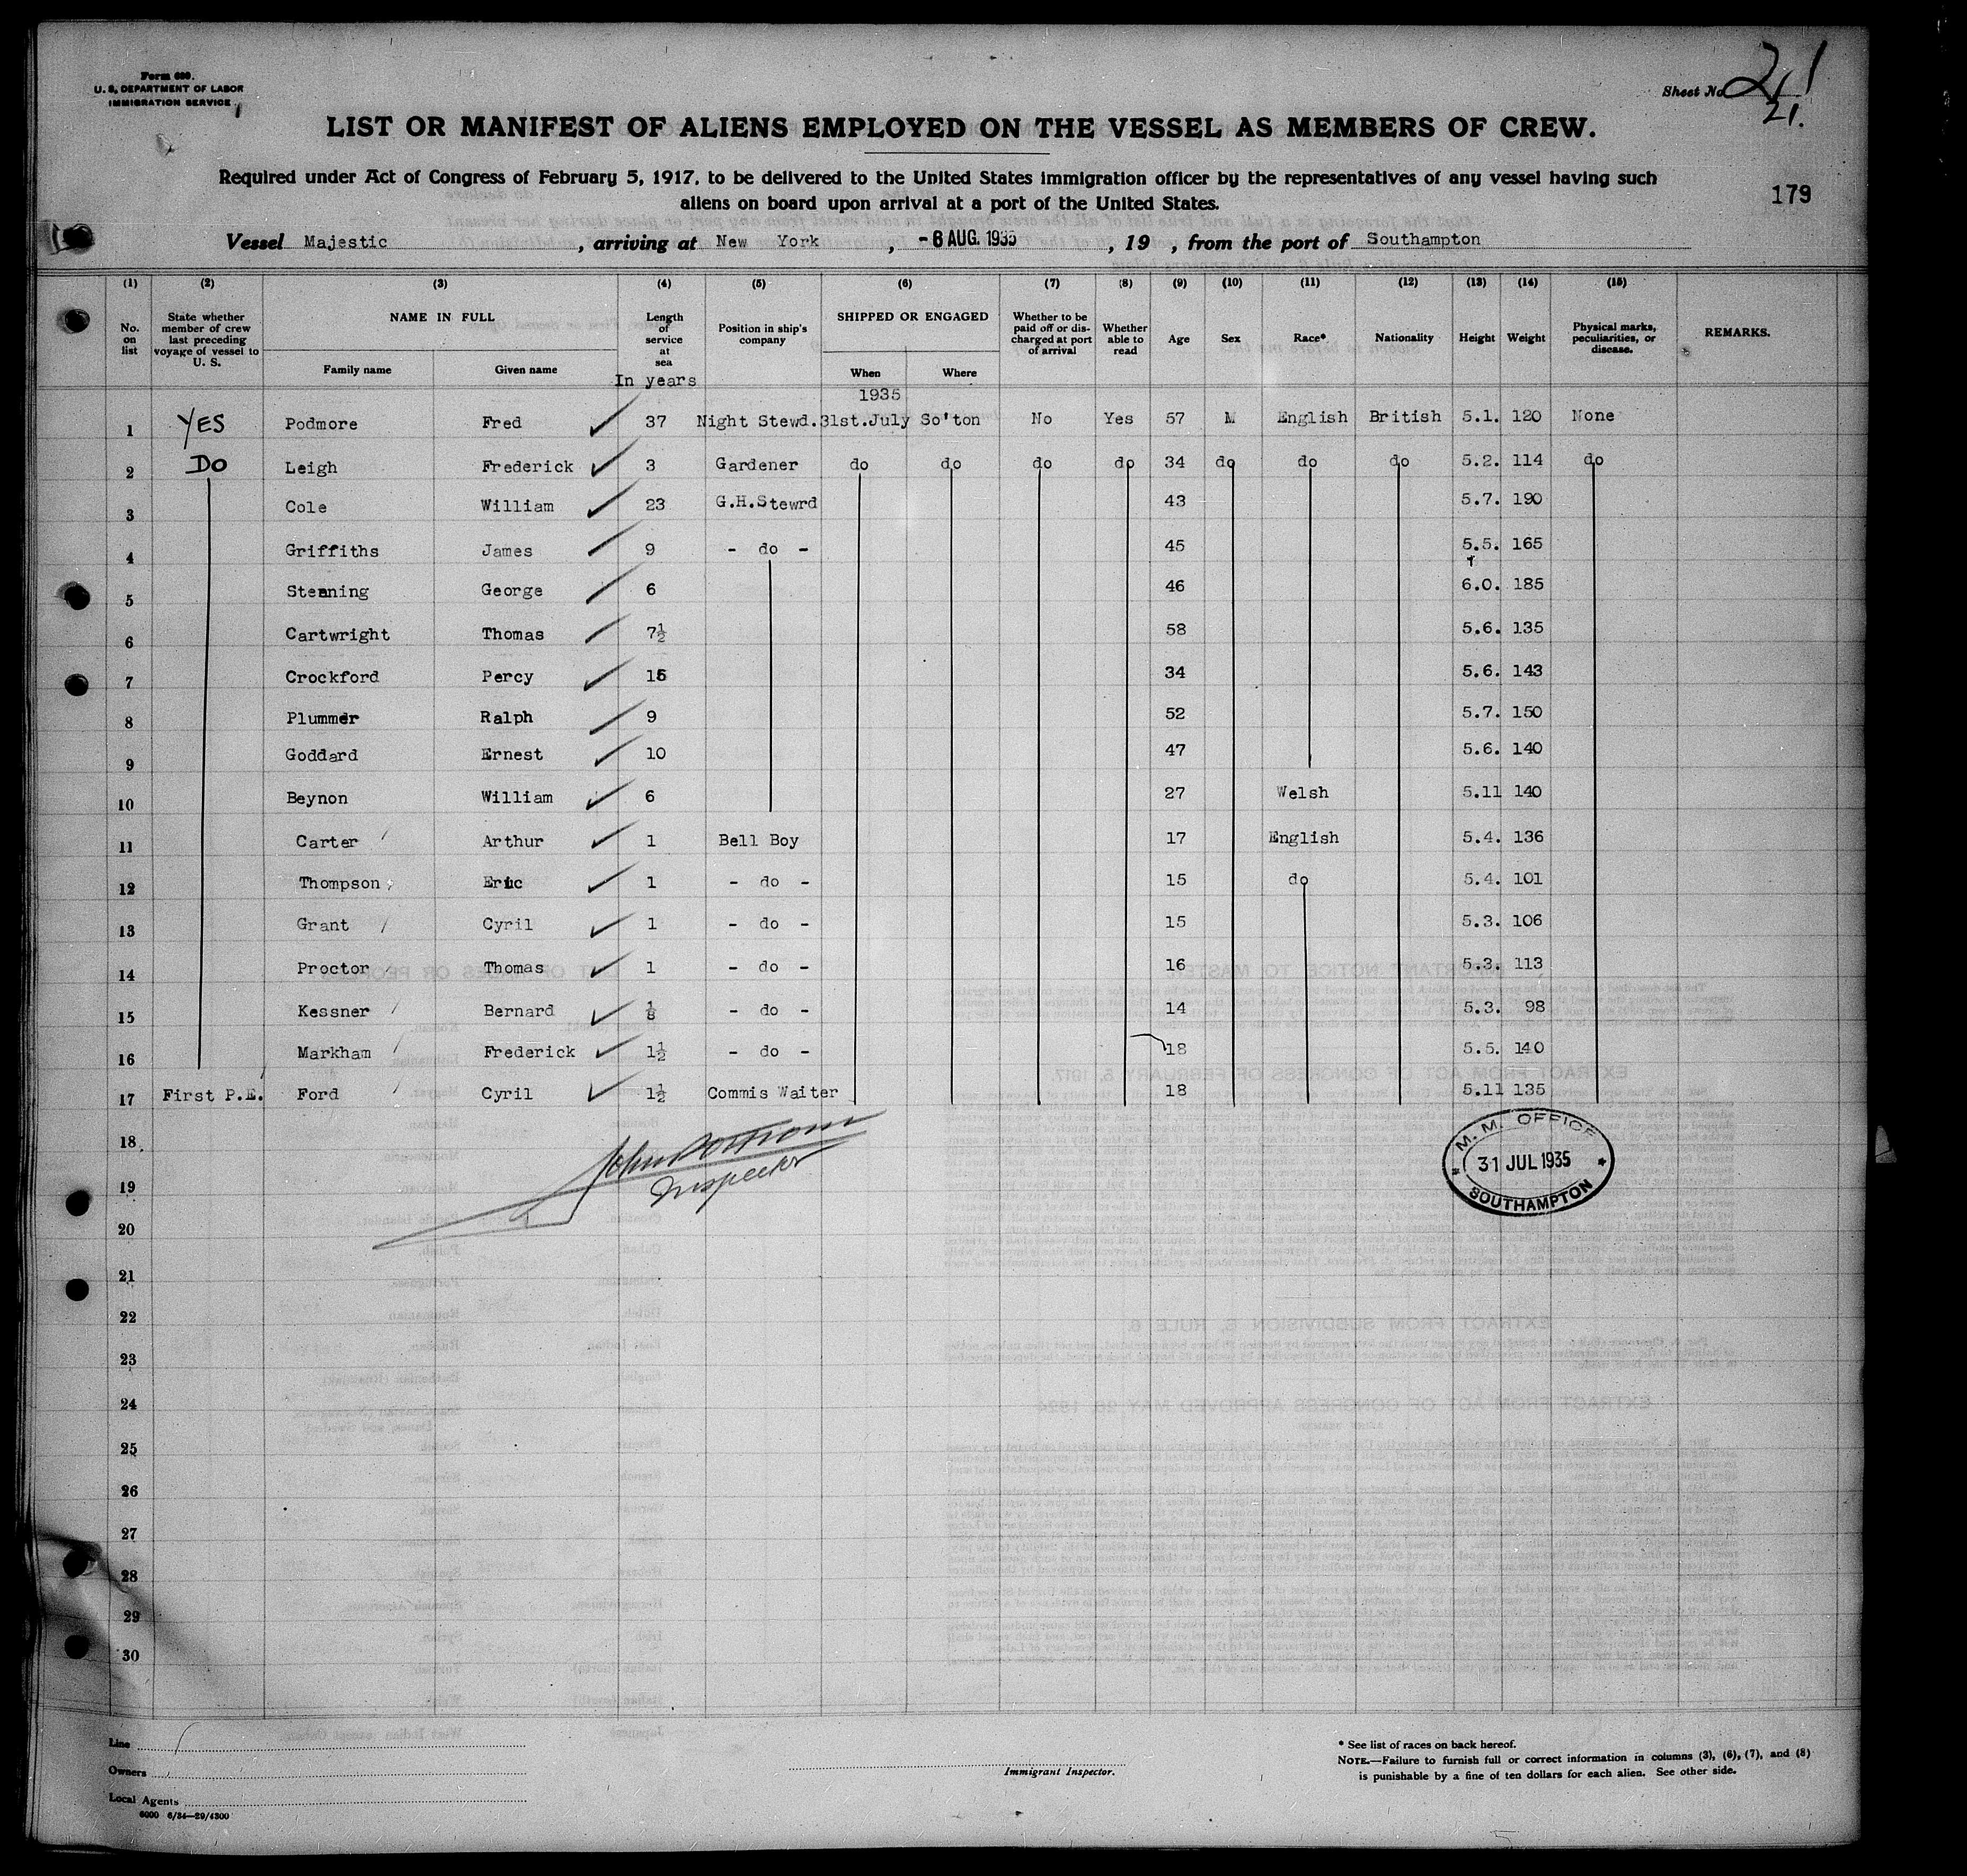 Form 680.
U. S. DEPARTMENT OF LABOR
IMMIGRATION SERVICE
Sheet No. 21
21.
LIST OR MANIFEST OF ALIENS EMPLOYED ON THE VESSEL AS MEMBERS OF CREW.
Required under Act of Congress of February 5, 1917, to be delivered to the United States immigration officer by the representatives of any vessel having such
aliens on board upon arrival at a port of the United States.
179
Vessel Majestic, arriving at New York, -6 AUG. 1935, 19 , from the port of Southampton
(1) (2) (3) (4) (5) (6) (7) (8) (9) (10) (11) (12) (13) (14) (15)
No. on list
State whether member of crew last preceding voyage of vessel to U. S.
NAME IN FULL
Family name
Given name
Length of service at sea
In years
Position in ship's company
SHIPPED OR ENGAGED
When
Where
Whether to be paid off or discharged at port of arrival
Whether able to read
Age
Sex
Race*
Nationality
Height
Weight
Physical marks, peculiarities, or disease.
REMARKS.
1935
1 YES Podmore Fred 37 Night Stewd. 31st.July So'ton No Yes 57 M English British 5.1. 120 None
2 DO Leigh Frederick 3 Gardener do do do do 34 do do do 5.2. 114 do
3 Cole William 23 G.H.Stewrd 43 5.7. 190
4 Griffiths James 9 - do - 45 5.5. 165
5 Stenning George 6 46 6.0. 185
6 Cartwright Thomas 7½ 58 5.6. 135
7 Crockford Percy 34 5.6. 143
8 Plummer Ralph 9 52 5.7. 150
9 Goddard Ernest 10 47 5.6. 140
10 Beynon William 6 27 Welsh 5.11 140
11 Carter Arthur 1 Bell Boy 17 English 5.4. 136
12 Thompson Eric 1 - do - 15 do 5.4. 101
13 Grant Cyril 1 - do - 15 5.3. 106
14 Proctor Thomas 1 - do - 16 5.3. 113
15 Kessner Bernard ⅛ - do - 14 5.3. 98
16 Markham Frederick 1½ - do - 18 5.5. 140
17 First P.E. Ford Cyril 1½ Commis Waiter 18 5.11 135
18
19
20
21
22
23
24
25
26
27
28
29
30
John
Inspector
M. M. OFFICE
31 JUL 1935
SOUTHAMPTON
Line
Owners
Local Agents
6000 6/34—29/4300
Immigrant Inspector.
* See list of races on back hereof.
NOTE.—Failure to furnish full or correct information in columns (3), (6), (7), and (8)
is punishable by a fine of ten dollars for each alien. See other side.